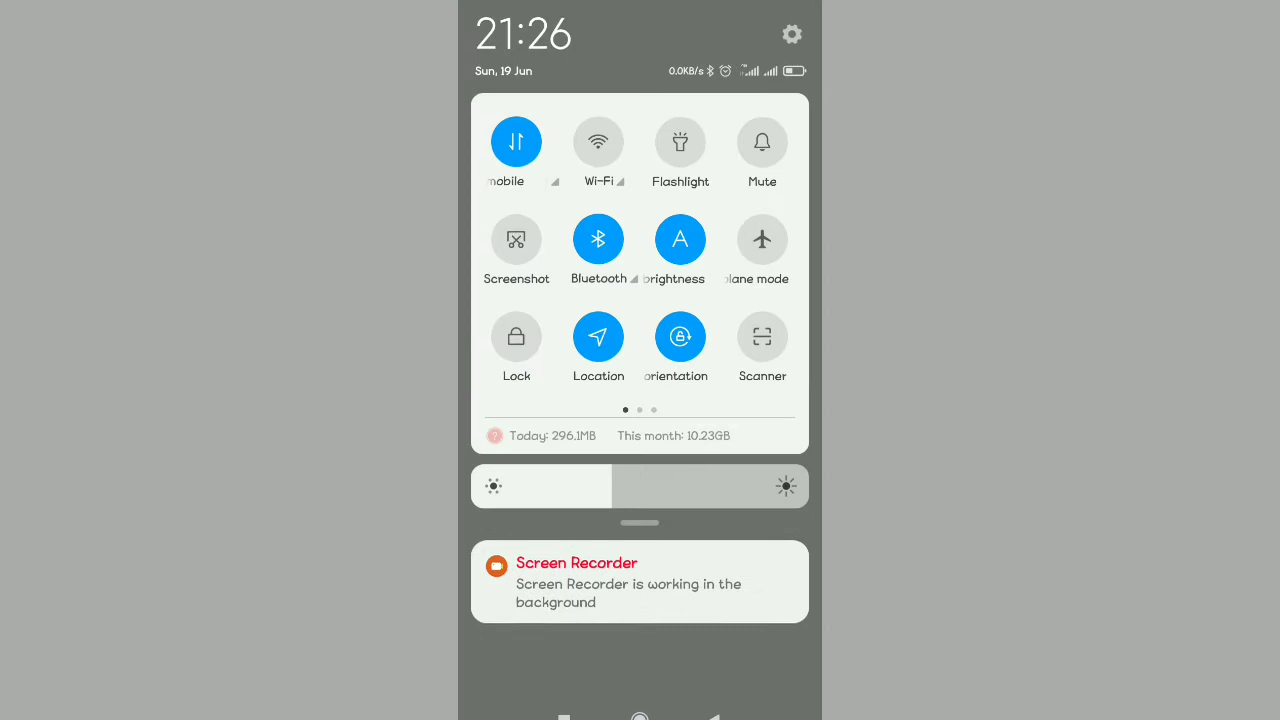 21:26
Sun, 19 Jun
0.0KB/s
mobile
Wi-Fi
Flashlight
Mute
Screenshot
Bluetooth
brightness
lane mode
Lock
Location
orientation
Scanner
Today: 296.1MB This month: 10.23GB
Screen Recorder
Screen Recorder is working in the
background